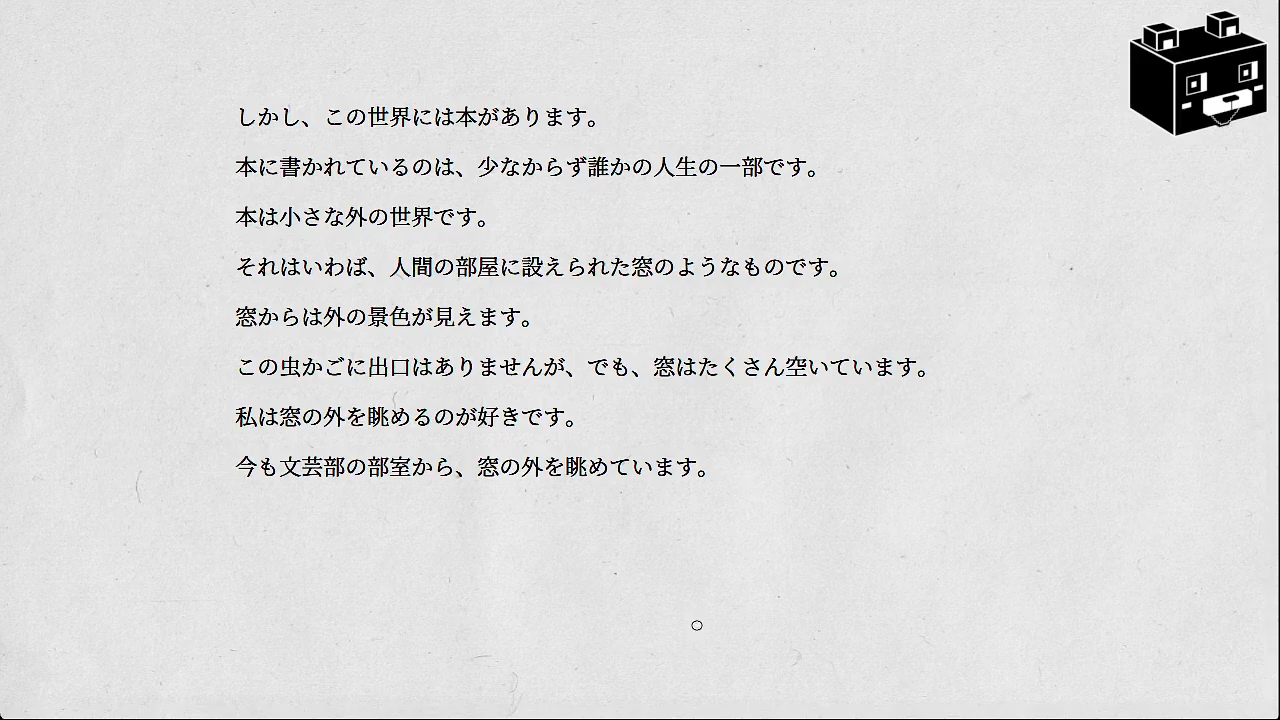 しかし、この世界には本があります。
本に書かれているのは、少なからず誰かの人生の一部です。
本は小さな外の世界です。
それはいわば、人間の部屋に設えられた窓のようなものです。
窓からは外の景色が見えます。
この虫かごに出口はありませんが、でも、窓はたくさん空いています。
私は窓の外を眺めるのが好きです。
今も文芸部の部室から、窓の外を眺めています。